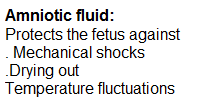 Amniotic fluid:
Protects the fetus against
. Mechanical shocks
.Drying out
Temperature fluctuations